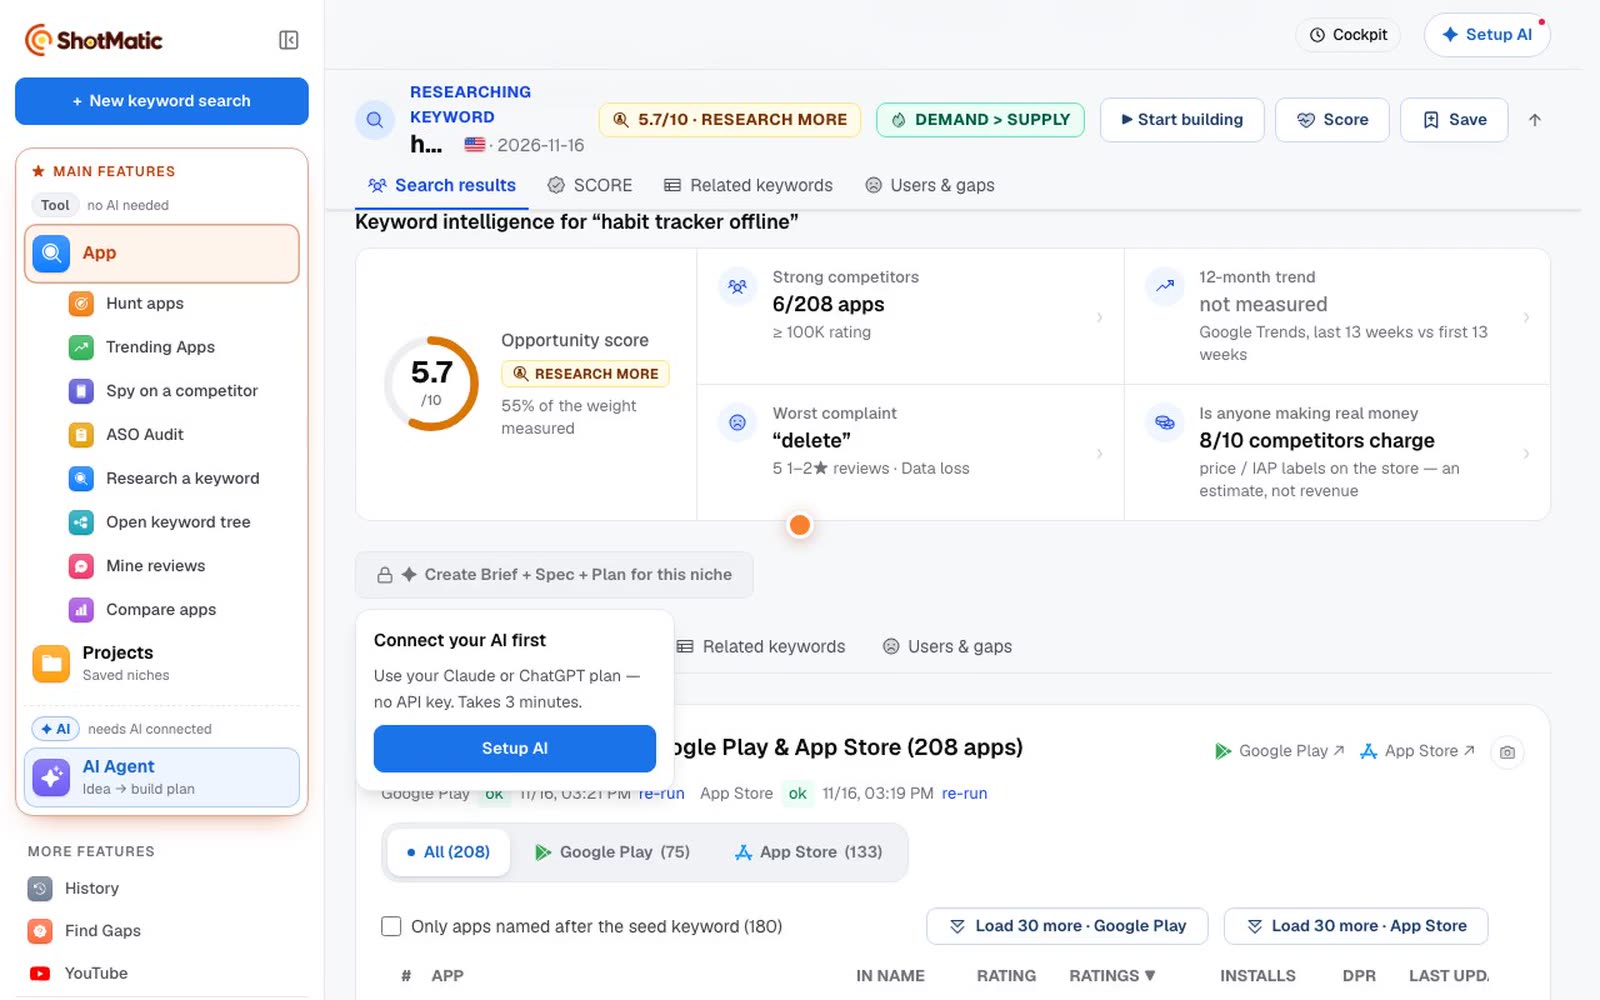 ShotMatic
+ New keyword search
MAIN FEATURES
Tool no AI needed
App
Hunt apps
Trending Apps
Spy on a competitor
ASO Audit
Research a keyword
Open keyword tree
Mine reviews
Compare apps
Projects
Saved niches
AI needs AI connected
AI Agent
Idea → build plan
MORE FEATURES
History
Find Gaps
YouTube
Cockpit
Setup AI
RESEARCHING
KEYWORD
h... · 2026-11-16
5.7/10 · RESEARCH MORE
DEMAND > SUPPLY
Start building
Score
Save
Search results
SCORE
Related keywords
Users & gaps
Keyword intelligence for “habit tracker offline”
5.7
/10
Opportunity score
RESEARCH MORE
55% of the weight
measured
Strong competitors
6/208 apps
≥ 100K rating
12-month trend
not measured
Google Trends, last 13 weeks vs first 13
weeks
Worst complaint
“delete”
5 1–2★ reviews · Data loss
Is anyone making real money
8/10 competitors charge
price / IAP labels on the store — an
estimate, not revenue
Create Brief + Spec + Plan for this niche
Connect your AI first
Use your Claude or ChatGPT plan —
no API key. Takes 3 minutes.
Setup AI
Related keywords
Users & gaps
ogle Play & App Store (208 apps)
Google Play ↗ App Store ↗
Google Play ok 11/16, 03:21 PM re-run App Store ok 11/16, 03:19 PM re-run
All (208)
Google Play (75)
App Store (133)
Only apps named after the seed keyword (180)
Load 30 more · Google Play
Load 30 more · App Store
# APP IN NAME RATING RATINGS ▼ INSTALLS DPR LAST UPD